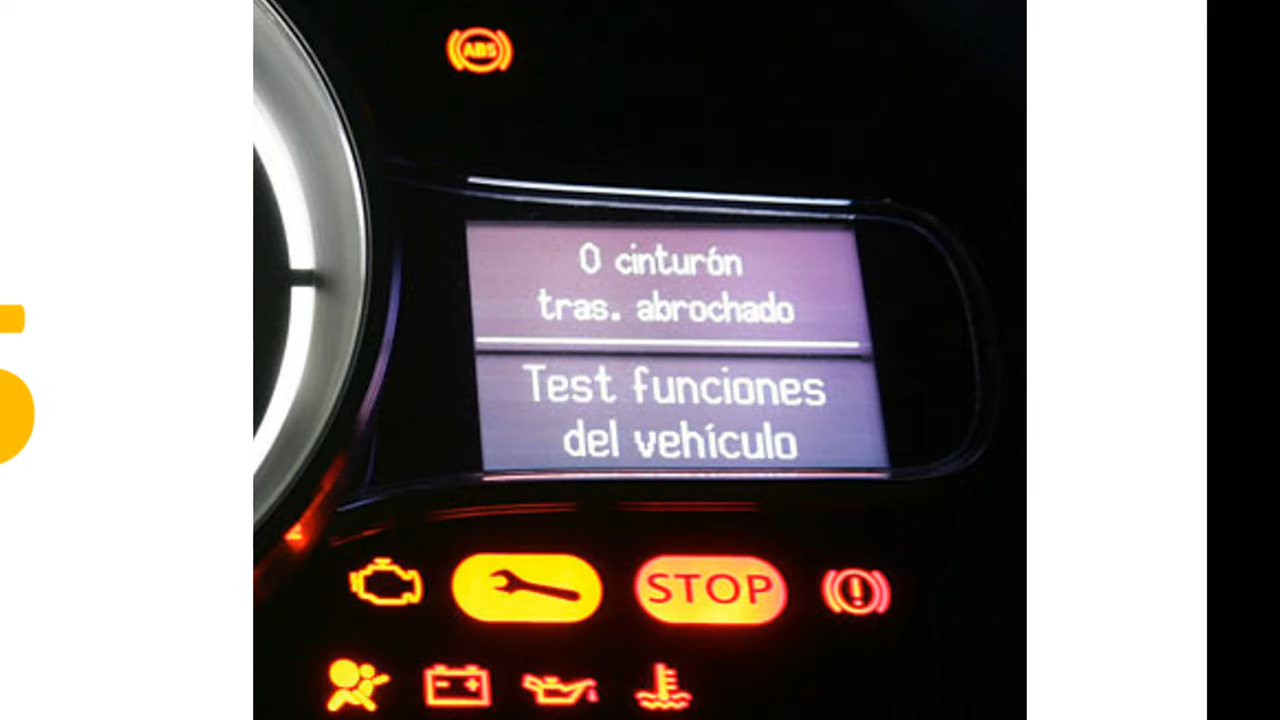 ABS
0 cinturón
tras. abrochado
Test funciones
del vehículo
STOP